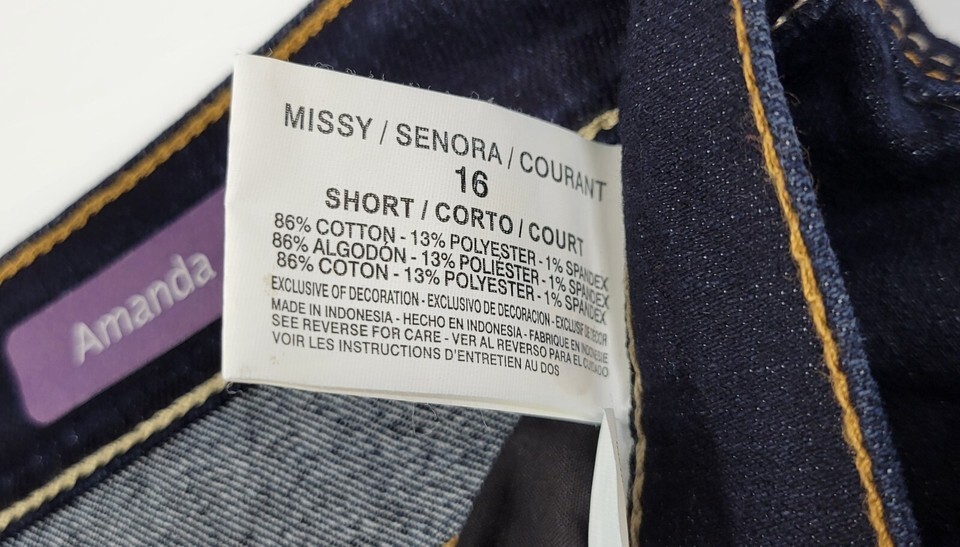 MISSY / SENORA / COURANT
16
SHORT / CORTO / COURT
86% COTTON - 13% POLYESTER - 1% SPANDEX
86% ALGODÓN - 13% POLIÉSTER - 1% SPANDEX
86% COTON - 13% POLYESTER - 1% SPANDEX
EXCLUSIVE OF DECORATION - EXCLUSIVO DE DECORACION - EXCLUSIF DE DECOR
MADE IN INDONESIA - HECHO EN INDONESIA - FABRIQUE EN INDONESIE
SEE REVERSE FOR CARE - VER AL REVERSO PARA EL CUIDADO
VOIR LES INSTRUCTIONS D'ENTRETIEN AU DOS
Amanda